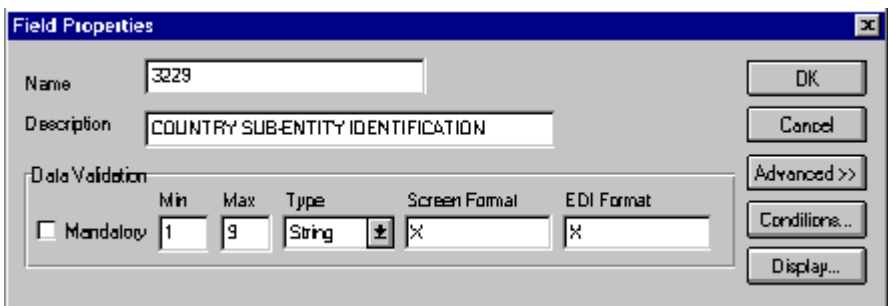 Field Properties
Name 3229 OK
Description COUNTRY SUB-ENTITY IDENTIFICATION Cancel
Data Validation Advanced >>
Min Max Type Screen Format EDI Format
Mandatory 1 9 String X X Conditions...
Display...